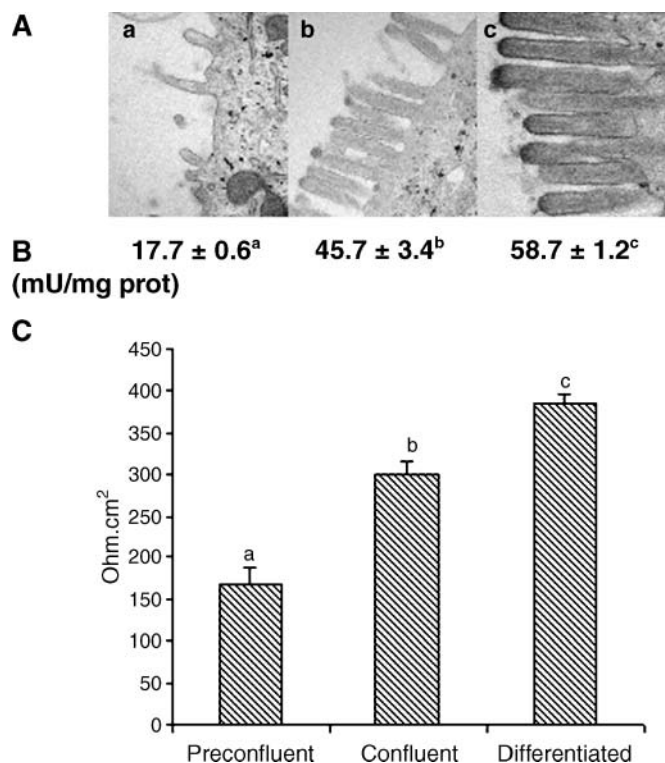 A a b c
B 17.7 ± 0.6ᵃ 45.7 ± 3.4ᵇ 58.7 ± 1.2ᶜ
(mU/mg prot)
C
450
400
350
300
250
200
150
100
50
0
Ohm.cm²
a
b
c
Preconfluent Confluent Differentiated